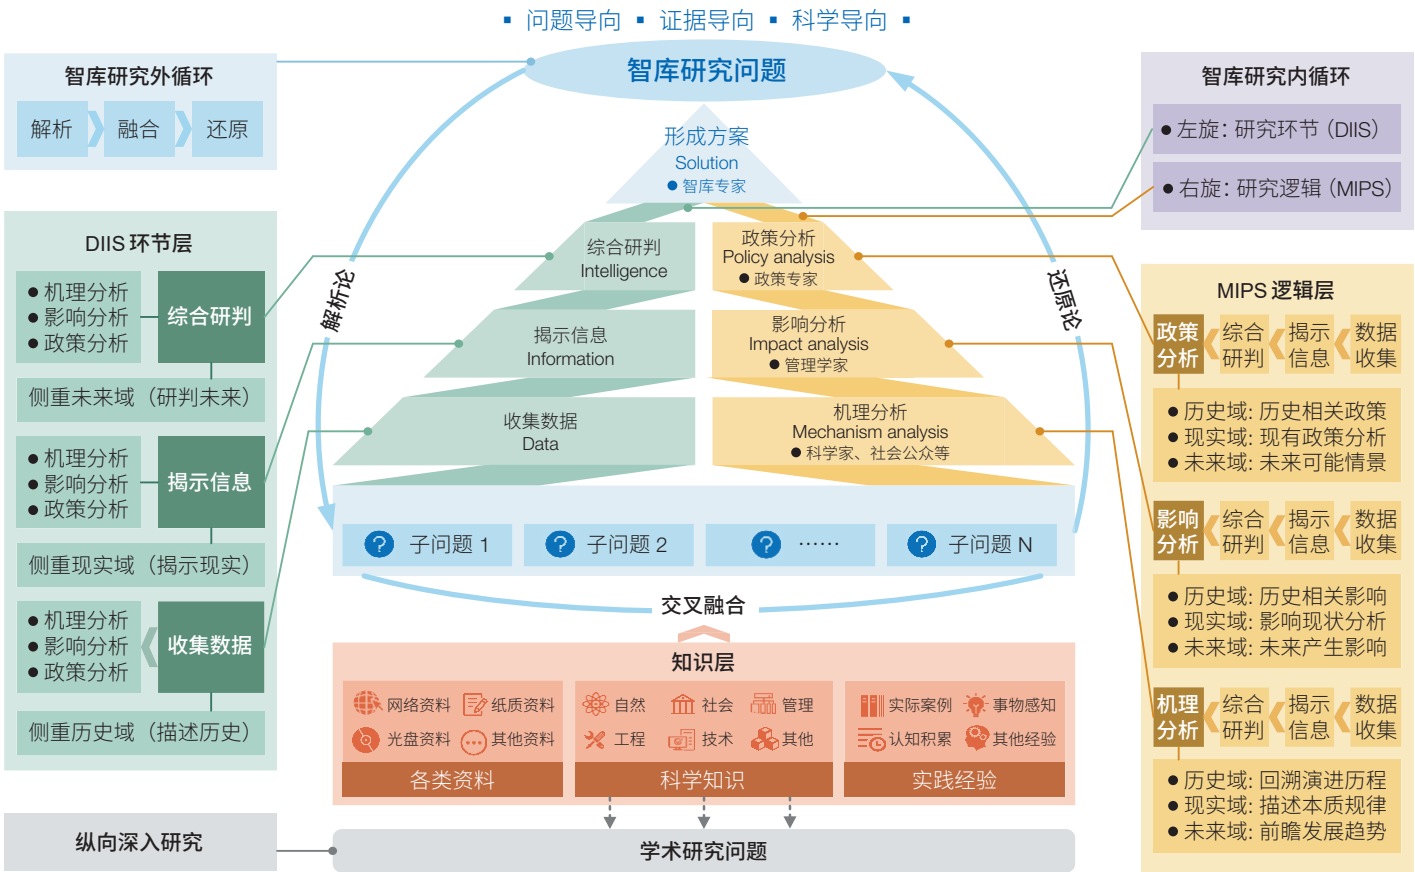 ▪ 问题导向 ▪ 证据导向 ▪ 科学导向 ▪
智库研究问题
智库研究外循环
解析
融合
还原
智库研究内循环
● 左旋：研究环节（DIIS）
● 右旋：研究逻辑（MIPS）
形成方案
Solution
● 智库专家
综合研判
Intelligence
政策分析
Policy analysis
● 政策专家
揭示信息
Information
影响分析
Impact analysis
● 管理学家
收集数据
Data
机理分析
Mechanism analysis
● 科学家、社会公众等
解析论
还原论
? 子问题 1
? 子问题 2
? ……
? 子问题 N
交叉融合
DIIS 环节层
● 机理分析
● 影响分析
● 政策分析
综合研判
侧重未来域（研判未来）
● 机理分析
● 影响分析
● 政策分析
揭示信息
侧重现实域（揭示现实）
● 机理分析
● 影响分析
● 政策分析
收集数据
侧重历史域（描述历史）
MIPS 逻辑层
政策
分析
综合
研判
揭示
信息
数据
收集
● 历史域: 历史相关政策
● 现实域: 现有政策分析
● 未来域: 未来可能情景
影响
分析
综合
研判
揭示
信息
数据
收集
● 历史域: 历史相关影响
● 现实域: 影响现状分析
● 未来域: 未来产生影响
机理
分析
综合
研判
揭示
信息
数据
收集
● 历史域: 回溯演进历程
● 现实域: 描述本质规律
● 未来域: 前瞻发展趋势
知识层
网络资料
纸质资料
光盘资料
其他资料
各类资料
自然
社会
管理
工程
技术
其他
科学知识
实际案例
事物感知
认知积累
其他经验
实践经验
纵向深入研究
学术研究问题